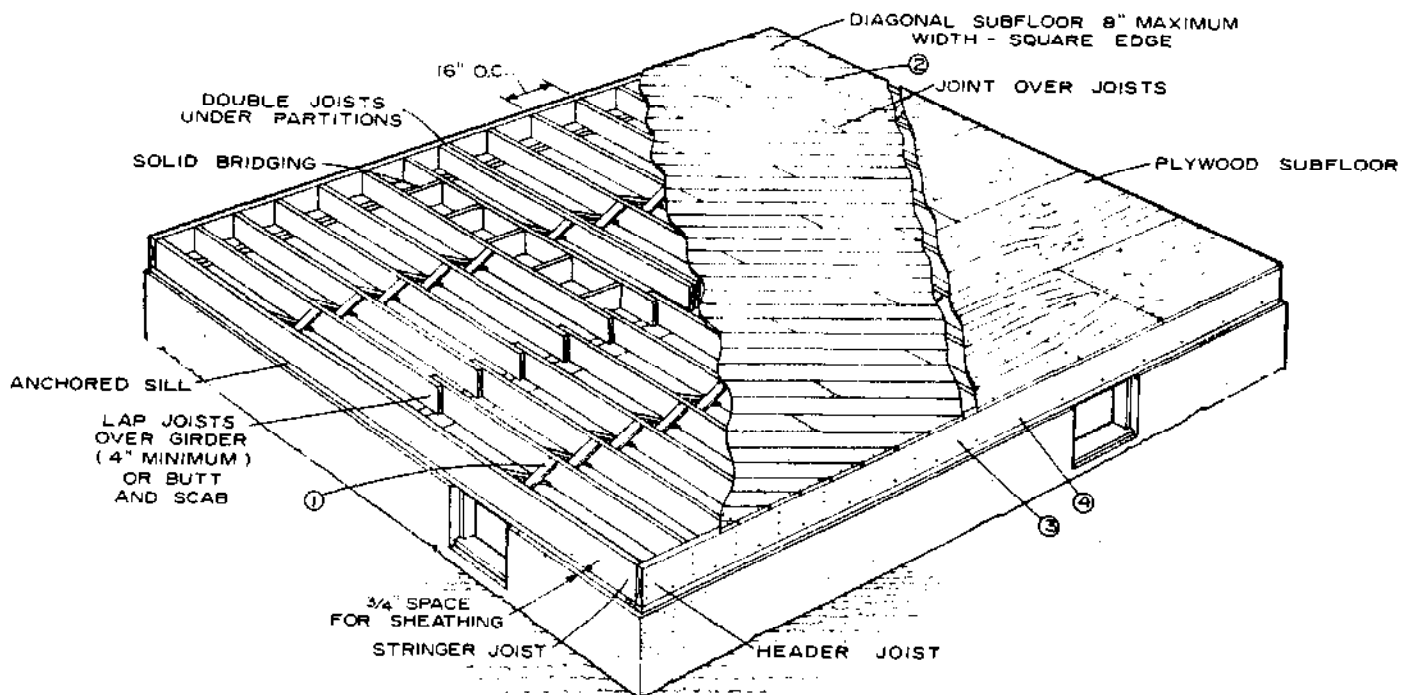 DIAGONAL SUBFLOOR 8" MAXIMUM
WIDTH - SQUARE EDGE
②
16" O.C.
JOINT OVER JOISTS
DOUBLE JOISTS
UNDER PARTITIONS
SOLID BRIDGING
PLYWOOD SUBFLOOR
ANCHORED SILL
LAP JOISTS
OVER GIRDER
(4" MINIMUM)
OR BUTT
AND SCAB
①
③
④
3/4" SPACE
FOR SHEATHING
STRINGER JOIST
HEADER JOIST